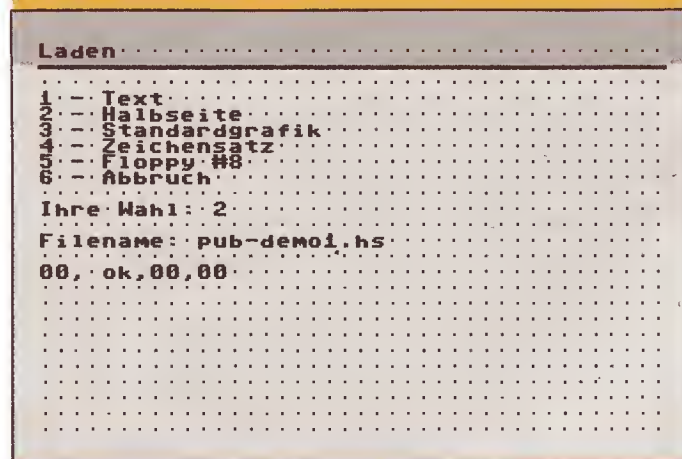 Laden
1 - Text
2 - Halbseite
3 - Standardgrafik
4 - Zeichensatz
5 - Floppy #8
6 - Abbruch
Ihre Wahl: 2
Filename: pub-demo1.hs
00, ok,00,00